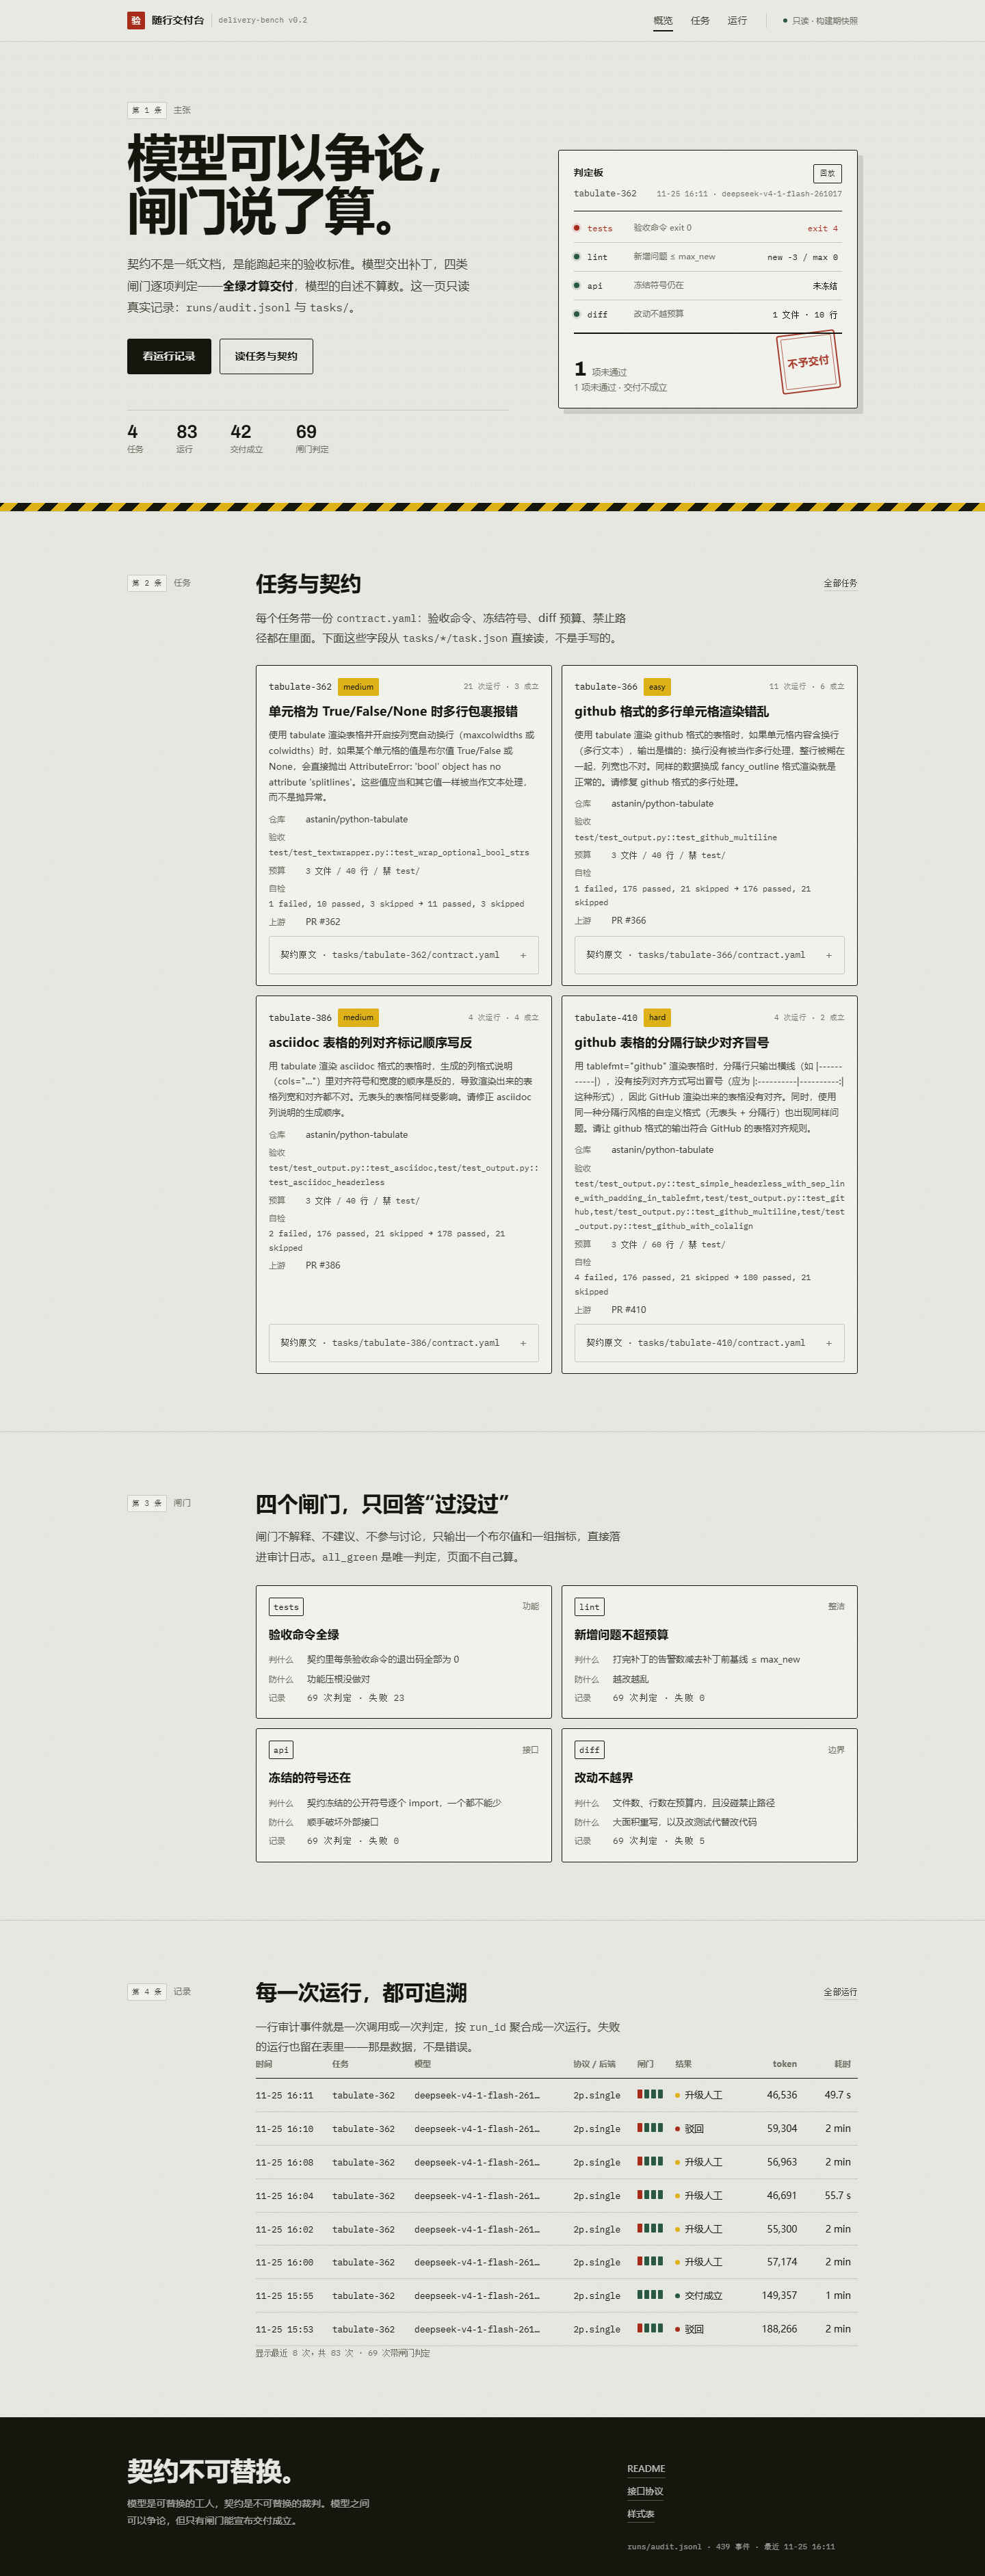 验 随行交付台 delivery-bench v0.2 概览 任务 运行 只读 · 构建期快照
第 1 条 主张
模型可以争论，
闸门说了算。
契约不是一纸文档，是能跑起来的验收标准。模型交出补丁，四类
闸门逐项判定——全绿才算交付，模型的自述不算数。这一页只读
真实记录：runs/audit.jsonl 与 tasks/。
看运行记录 读任务与契约
4 83 42 69
任务 运行 交付成立 闸门判定
判定板 回放
tabulate-362 11-25 16:11 · deepseek-v4-1-flash-261017
tests 验收命令 exit 0 exit 4
lint 新增问题 ≤ max_new new -3 / max 0
api 冻结符号仍在 未冻结
diff 改动不越预算 1 文件 · 10 行
1 项未通过
1 项未通过 · 交付不成立
不予交付
第 2 条 任务
任务与契约 全部任务
每个任务带一份 contract.yaml：验收命令、冻结符号、diff 预算、禁止路
径都在里面。下面这些字段从 tasks/*/task.json 直接读，不是手写的。
tabulate-362 medium 21 次运行 · 3 成立
单元格为 True/False/None 时多行包裹报错
使用 tabulate 渲染表格并开启按列宽自动换行（maxcolwidths 或
colwidths）时，如果某个单元格的值是布尔值 True/False 或
None，会直接抛出 AttributeError: 'bool' object has no
attribute 'splitlines'。这些值应当和其它值一样被当作文本处理，
而不是抛异常。
仓库 astanin/python-tabulate
验收
test/test_textwrapper.py::test_wrap_optional_bool_strs
预算 3 文件 / 40 行 / 禁 test/
自检
1 failed, 10 passed, 3 skipped → 11 passed, 3 skipped
上游 PR #362
契约原文 · tasks/tabulate-362/contract.yaml +
tabulate-366 easy 11 次运行 · 6 成立
github 格式的多行单元格渲染错乱
使用 tabulate 渲染 github 格式的表格时，如果单元格内容含换行
（多行文本），输出是错的：换行没有被当作多行处理，整行被糊在
一起，列宽也不对。同样的数据换成 fancy_outline 格式渲染就是
正常的。请修复 github 格式的多行处理。
仓库 astanin/python-tabulate
验收
test/test_output.py::test_github_multiline
预算 3 文件 / 40 行 / 禁 test/
自检
1 failed, 175 passed, 21 skipped → 176 passed, 21
skipped
上游 PR #366
契约原文 · tasks/tabulate-366/contract.yaml +
tabulate-386 medium 4 次运行 · 4 成立
asciidoc 表格的列对齐标记顺序写反
用 tabulate 渲染 asciidoc 格式的表格时，生成的列格式说明
（cols="..."）里对齐符号和宽度的顺序是反的，导致渲染出来的表
格列宽和对齐都不对。无表头的表格同样受影响。请修正 asciidoc
列说明的生成顺序。
仓库 astanin/python-tabulate
验收
test/test_output.py::test_asciidoc,test/test_output.py::
test_asciidoc_headerless
预算 3 文件 / 40 行 / 禁 test/
自检
2 failed, 176 passed, 21 skipped → 178 passed, 21
skipped
上游 PR #386
契约原文 · tasks/tabulate-386/contract.yaml +
tabulate-410 hard 4 次运行 · 2 成立
github 表格的分隔行缺少对齐冒号
用 tablefmt="github" 渲染表格时，分隔行只输出横线（如 |------
-----|），没有按列对齐方式写出冒号（应为 |:----------|----------:|
这种形式），因此 GitHub 渲染出来的表格没有对齐。同时，使用
同一种分隔行风格的自定义格式（无表头 + 分隔行）也出现同样问
题。请让 github 格式的输出符合 GitHub 的表格对齐规则。
仓库 astanin/python-tabulate
验收
test/test_output.py::test_simple_headerless_with_sep_lin
e_with_padding_in_tablefmt,test/test_output.py::test_git
hub,test/test_output.py::test_github_multiline,test/test
_output.py::test_github_with_colalign
预算 3 文件 / 60 行 / 禁 test/
自检
4 failed, 176 passed, 21 skipped → 180 passed, 21
skipped
上游 PR #410
契约原文 · tasks/tabulate-410/contract.yaml +
第 3 条 闸门
四个闸门，只回答“过没过”
闸门不解释、不建议、不参与讨论，只输出一个布尔值和一组指标，直接落
进审计日志。all_green 是唯一判定，页面不自己算。
tests 功能
验收命令全绿
判什么 契约里每条验收命令的退出码全部为 0
防什么 功能压根没做对
记录 69 次判定 · 失败 23
lint 整洁
新增问题不超预算
判什么 打完补丁的告警数减去补丁前基线 ≤ max_new
防什么 越改越乱
记录 69 次判定 · 失败 0
api 接口
冻结的符号还在
判什么 契约冻结的公开符号逐个 import，一个都不能少
防什么 顺手破坏外部接口
记录 69 次判定 · 失败 0
diff 边界
改动不越界
判什么 文件数、行数在预算内，且没碰禁止路径
防什么 大面积重写，以及改测试代替改代码
记录 69 次判定 · 失败 5
第 4 条 记录
每一次运行，都可追溯 全部运行
一行审计事件就是一次调用或一次判定，按 run_id 聚合成一次运行。失败
的运行也留在表里——那是数据，不是错误。
时间 任务 模型 协议 / 后端 闸门 结果 token 耗时
11-25 16:11 tabulate-362 deepseek-v4-1-flash-261… 2p.single 升级人工 46,536 49.7 s
11-25 16:10 tabulate-362 deepseek-v4-1-flash-261… 2p.single 驳回 59,304 2 min
11-25 16:08 tabulate-362 deepseek-v4-1-flash-261… 2p.single 升级人工 56,963 2 min
11-25 16:04 tabulate-362 deepseek-v4-1-flash-261… 2p.single 升级人工 46,691 55.7 s
11-25 16:02 tabulate-362 deepseek-v4-1-flash-261… 2p.single 升级人工 55,300 2 min
11-25 16:00 tabulate-362 deepseek-v4-1-flash-261… 2p.single 升级人工 57,174 2 min
11-25 15:55 tabulate-362 deepseek-v4-1-flash-261… 2p.single 交付成立 149,357 1 min
11-25 15:53 tabulate-362 deepseek-v4-1-flash-261… 2p.single 驳回 188,266 2 min
显示最近 8 次，共 83 次 · 69 次带闸门判定
契约不可替换。
模型是可替换的工人，契约是不可替换的裁判。模型之间
可以争论，但只有闸门能宣布交付成立。
README
接口协议
样式表
runs/audit.jsonl · 439 事件 · 最近 11-25 16:11